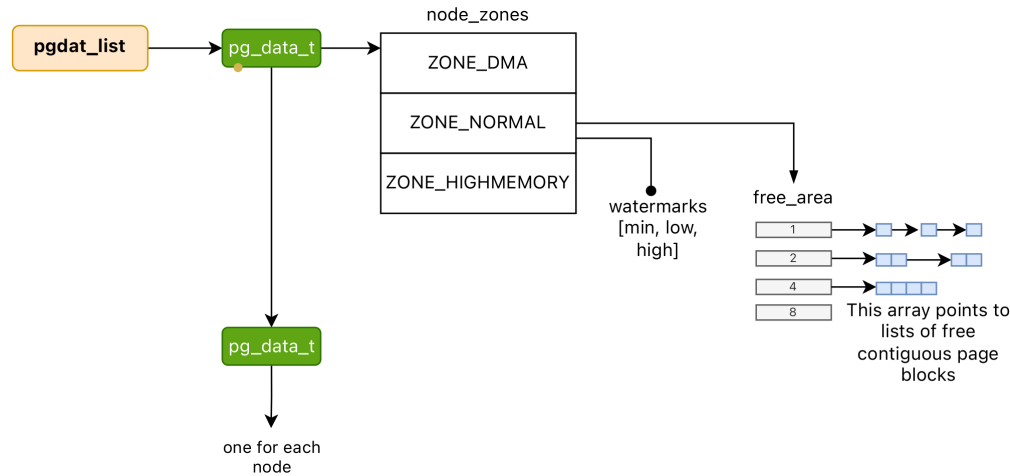 node_zones
pgdat_list
pg_data_t
ZONE_DMA
ZONE_NORMAL
ZONE_HIGHMEMORY
watermarks
[min, low,
high]
free_area
1
2
4
8
This array points to
lists of free
contiguous page
blocks
pg_data_t
one for each
node